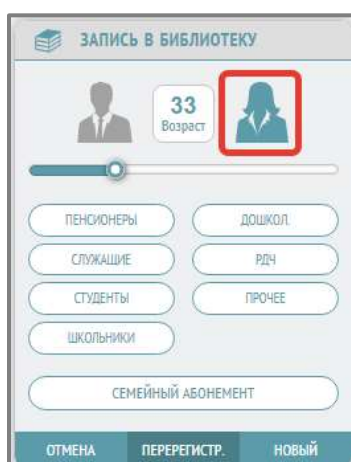 ЗАПИСЬ В БИБЛИОТЕКУ
33
Возраст
ПЕНСИОНЕРЫ ДОШКОЛ.
СЛУЖАЩИЕ РДЧ
СТУДЕНТЫ ПРОЧЕЕ
ШКОЛЬНИКИ
СЕМЕЙНЫЙ АБОНЕМЕНТ
ОТМЕНА ПЕРЕРЕГИСТР. НОВЫЙ